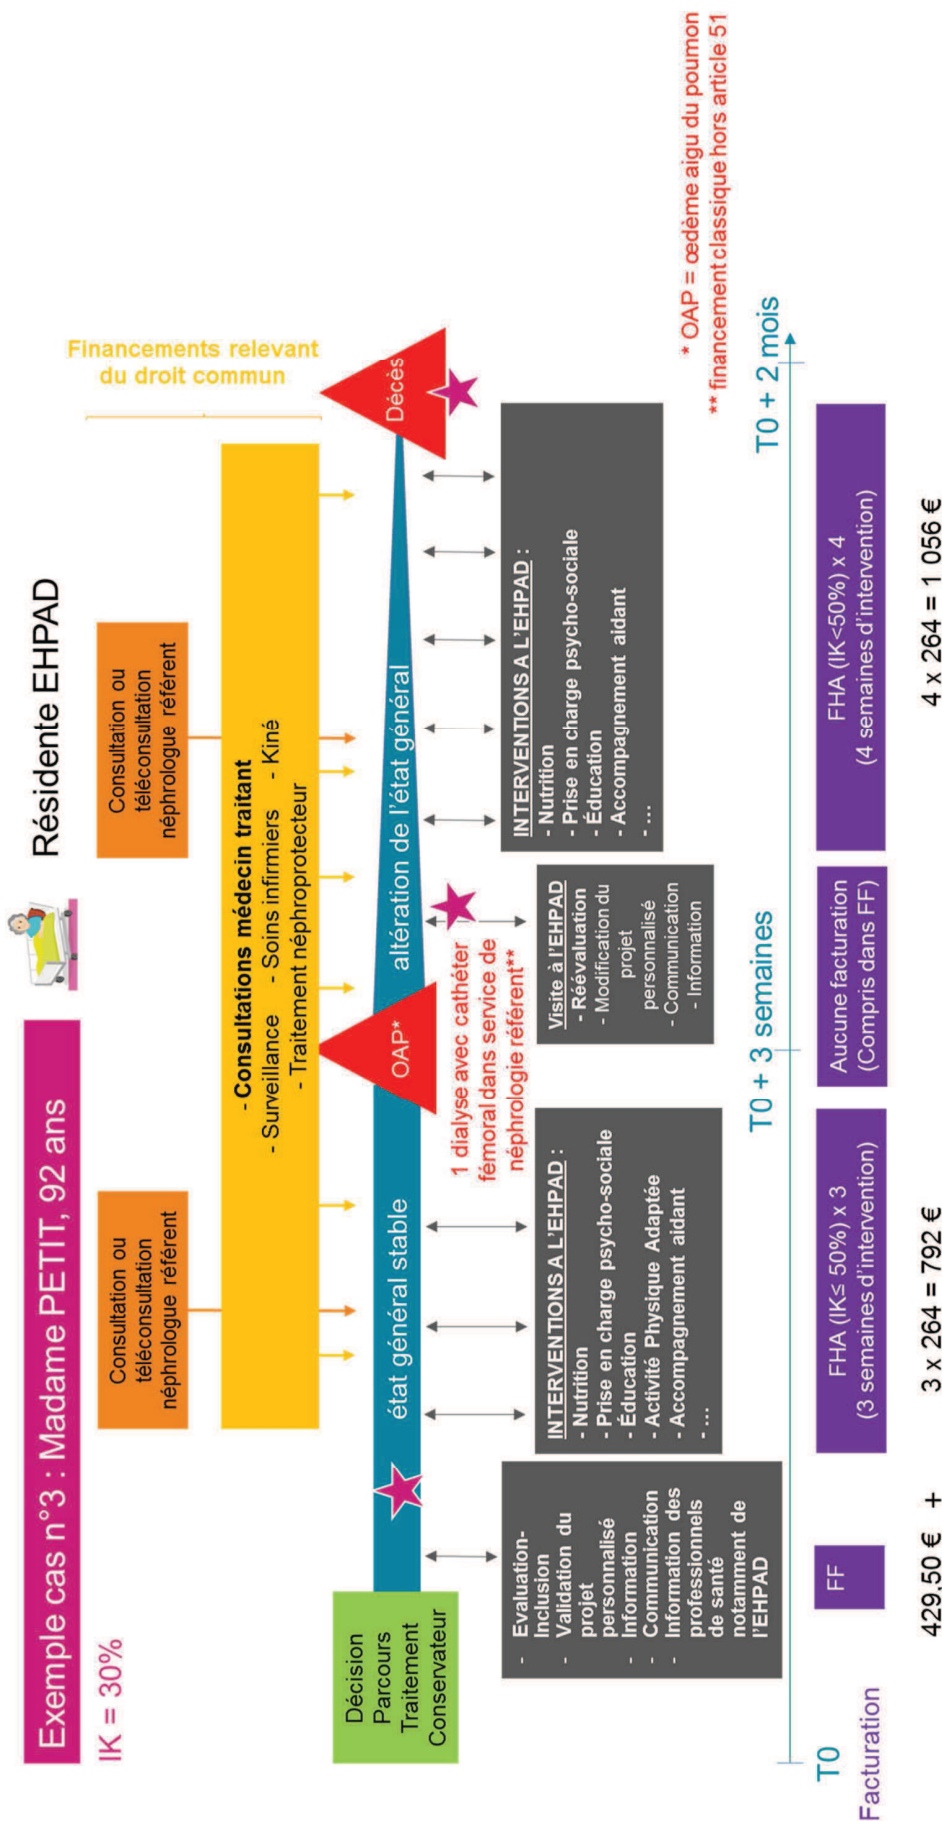 Exemple cas n°3 : Madame PETIT, 92 ans
Résidente EHPAD
IK = 30%
Financements relevant
du droit commun
Consultation ou
téléconsultation
néphrologue référent
Consultation ou
téléconsultation
néphrologue référent
- Consultations médecin traitant
- Surveillance - Soins infirmiers - Kiné
- Traitement néphroprotecteur
Décision
Parcours
Traitement
Conservateur
état général stable
OAP*
altération de l'état général
Décès
1 dialyse avec cathéter
fémoral dans service de
néphrologie référent**
- Evaluation-
Inclusion
- Validation du
projet
personnalisé
- Information
- Communication
- Information des
professionnels
de santé
notamment de
l'EHPAD
INTERVENTIONS A L'EHPAD :
- Nutrition
- Prise en charge psycho-sociale
- Éducation
- Activité Physique Adaptée
- Accompagnement aidant
- ...
Visite à l'EHPAD
- Réévaluation
- Modification du
projet
personnalisé
- Communication
- Information
INTERVENTIONS A L'EHPAD :
- Nutrition
- Prise en charge psycho-sociale
- Éducation
- Accompagnement aidant
- ...
* OAP = œdème aigu du poumon
** financement classique hors article 51
T0
T0 + 3 semaines
T0 + 2 mois
Facturation
FF
FHA (IK≤ 50%) x 3
(3 semaines d'intervention)
Aucune facturation
(Compris dans FF)
FHA (IK<50%) x 4
(4 semaines d'intervention)
429.50 € + 3 x 264 = 792 €
4 x 264 = 1 056 €